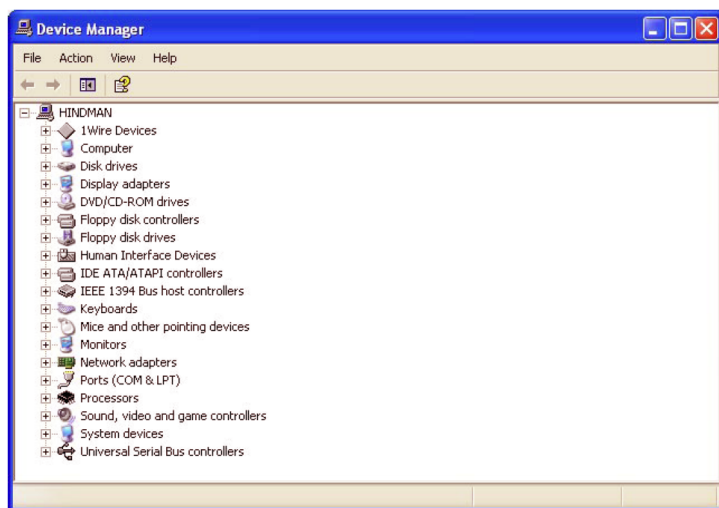 Device Manager
File Action View Help
HINDMAN
1Wire Devices
Computer
Disk drives
Display adapters
DVD/CD-ROM drives
Floppy disk controllers
Floppy disk drives
Human Interface Devices
IDE ATA/ATAPI controllers
IEEE 1394 Bus host controllers
Keyboards
Mice and other pointing devices
Monitors
Network adapters
Ports (COM & LPT)
Processors
Sound, video and game controllers
System devices
Universal Serial Bus controllers